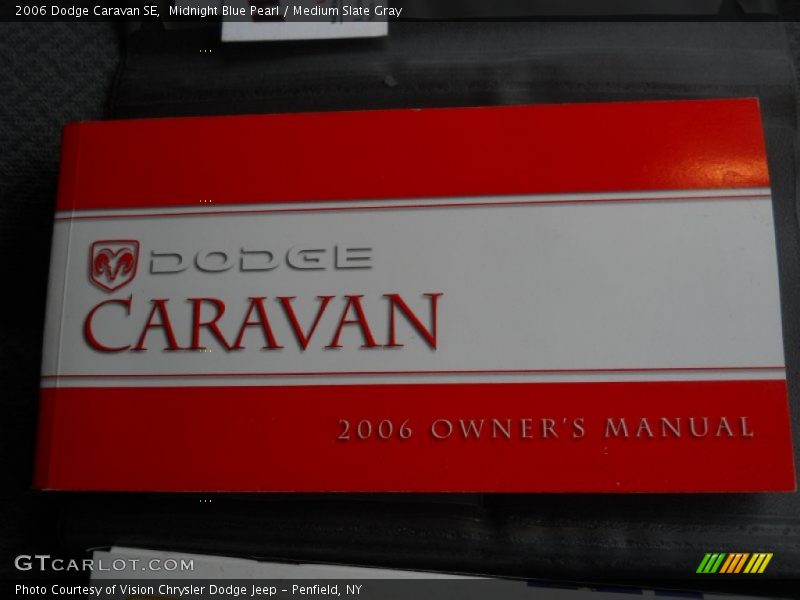 2006 Dodge Caravan SE,  Midnight Blue Pearl / Medium Slate Gray
DODGE
CARAVAN
2006 OWNER'S MANUAL
GTCARLOT.COM
Photo Courtesy of Vision Chrysler Dodge Jeep - Penfield, NY